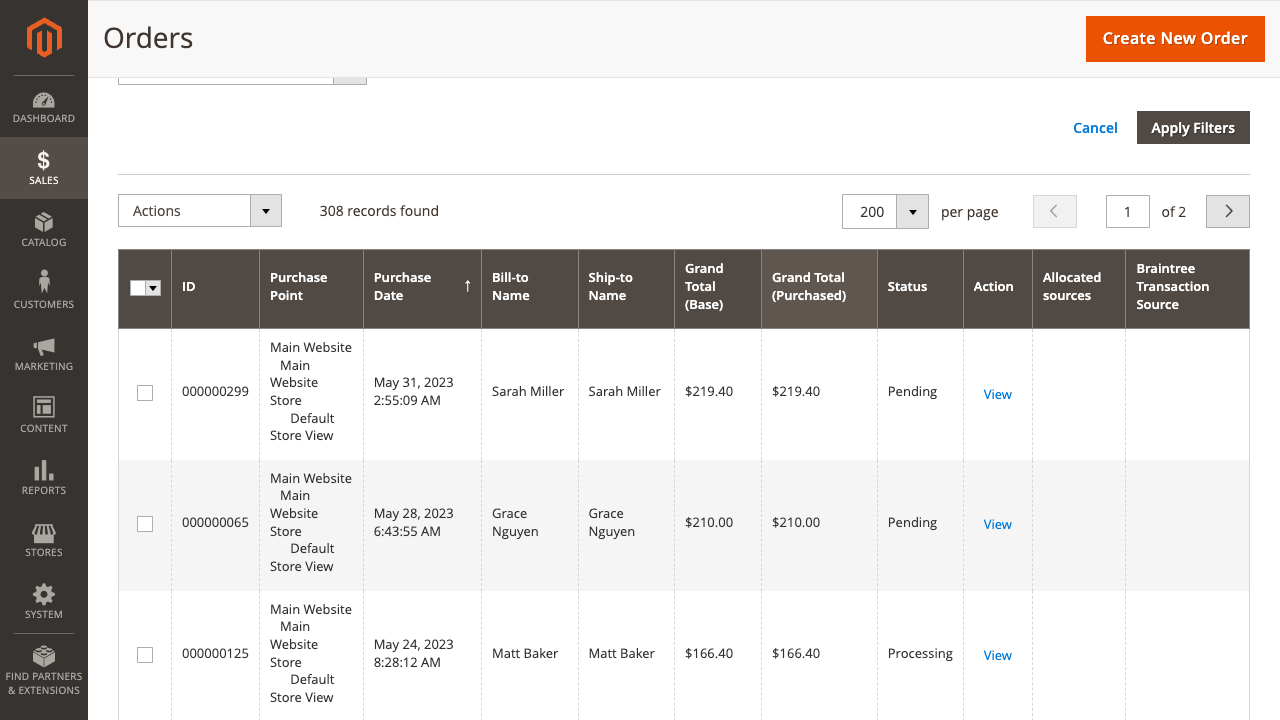 Orders
Create New Order
DASHBOARD
SALES
CATALOG
CUSTOMERS
MARKETING
CONTENT
REPORTS
STORES
SYSTEM
FIND PARTNERS
& EXTENSIONS
Cancel
Apply Filters
Actions
308 records found
200
per page
1
of 2
ID
Purchase
Point
Purchase
Date
↑
Bill-to
Name
Ship-to
Name
Grand
Total
(Base)
Grand Total
(Purchased)
Status
Action
Allocated
sources
Braintree
Transaction
Source
000000299
Main Website
Main
Website
Store
Default
Store View
May 31, 2023
2:55:09 AM
Sarah Miller
Sarah Miller
$219.40
$219.40
Pending
View
000000065
Main Website
Main
Website
Store
Default
Store View
May 28, 2023
6:43:55 AM
Grace
Nguyen
Grace
Nguyen
$210.00
$210.00
Pending
View
000000125
Main Website
Main
Website
Store
Default
Store View
May 24, 2023
8:28:12 AM
Matt Baker
Matt Baker
$166.40
$166.40
Processing
View